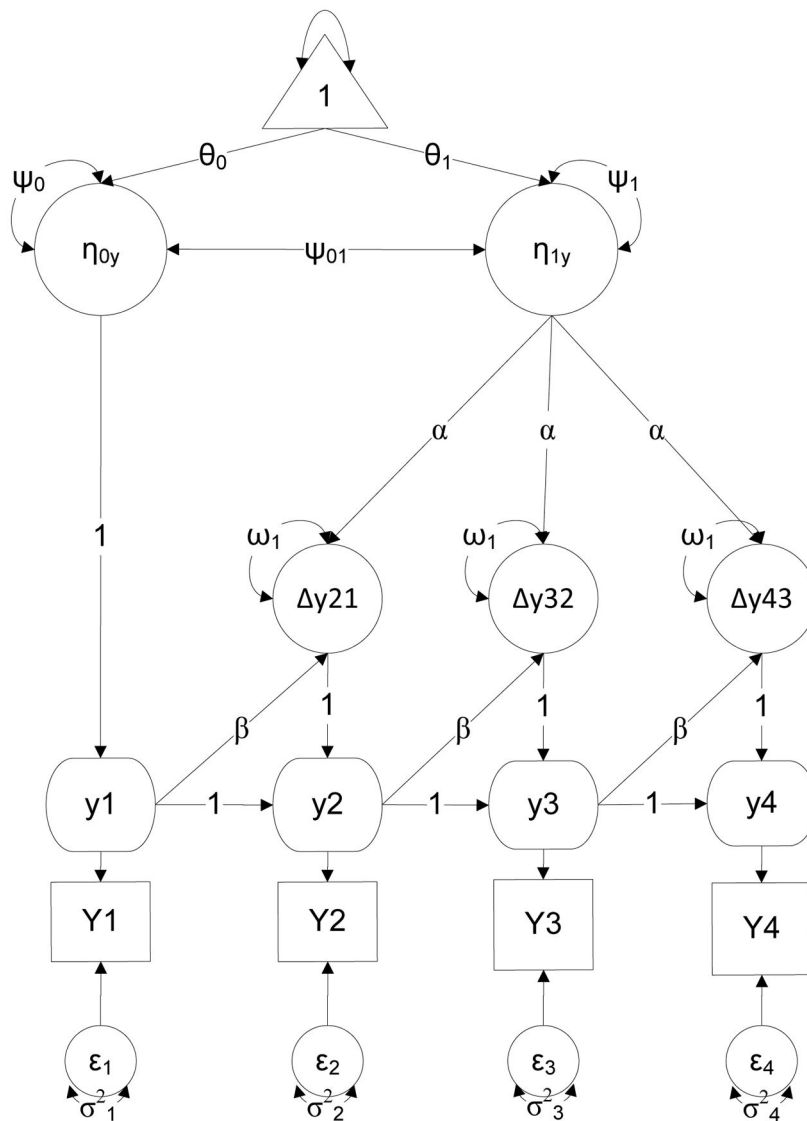 1
θ₀ θ₁
ψ₀ ψ₁
η₀y ψ₀₁ η₁y
α α α
1
ω₁ ω₁ ω₁
Δy21 Δy32 Δy43
1 1 1
β β β
y1 1 y2 1 y3 1 y4
Y1 Y2 Y3 Y4
ε₁ ε₂ ε₃ ε₄
σ²₁ σ²₂ σ²₃ σ²₄